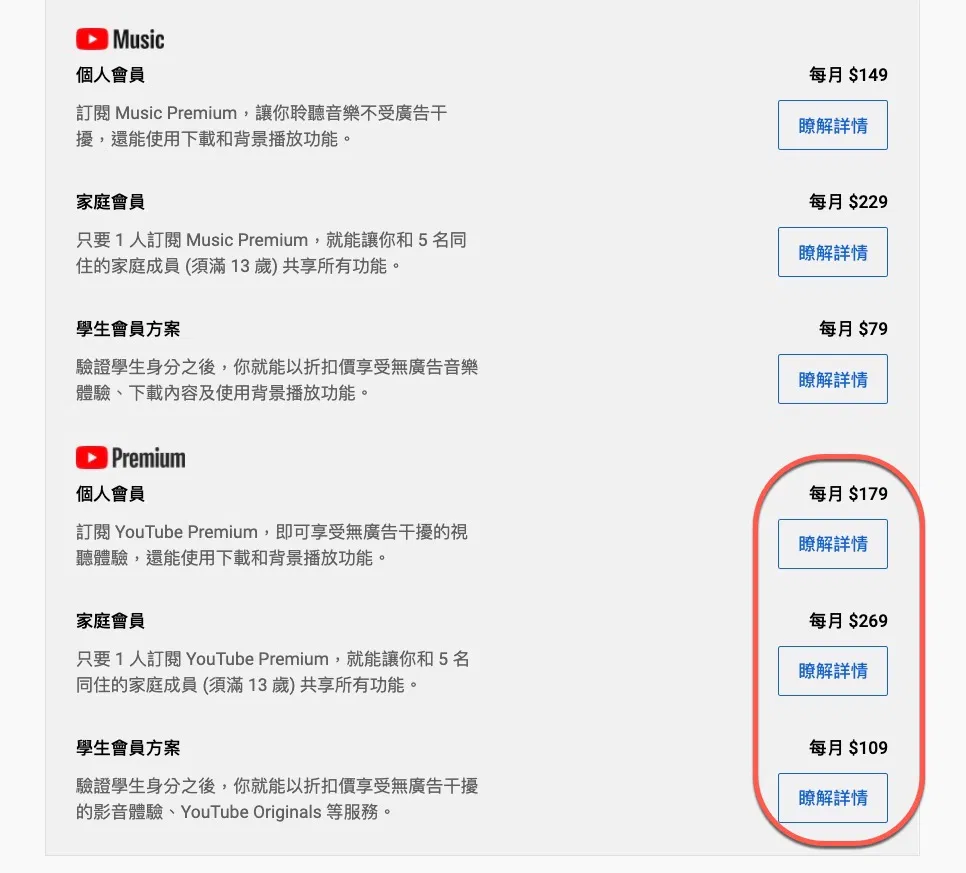 Music
個人會員
每月 $149
訂閱 Music Premium，讓你聆聽音樂不受廣告干
擾，還能使用下載和背景播放功能。
瞭解詳情
家庭會員
每月 $229
只要 1 人訂閱 Music Premium，就能讓你和 5 名同
住的家庭成員 (須滿 13 歲) 共享所有功能。
瞭解詳情
學生會員方案
每月 $79
驗證學生身分之後，你就能以折扣價享受無廣告音樂
體驗、下載內容及使用背景播放功能。
瞭解詳情
Premium
個人會員
每月 $179
訂閱 YouTube Premium，即可享受無廣告干擾的視
聽體驗，還能使用下載和背景播放功能。
瞭解詳情
家庭會員
每月 $269
只要 1 人訂閱 YouTube Premium，就能讓你和 5 名
同住的家庭成員 (須滿 13 歲) 共享所有功能。
瞭解詳情
學生會員方案
每月 $109
驗證學生身分之後，你就能以折扣價享受無廣告干擾
的影音體驗、YouTube Originals 等服務。
瞭解詳情